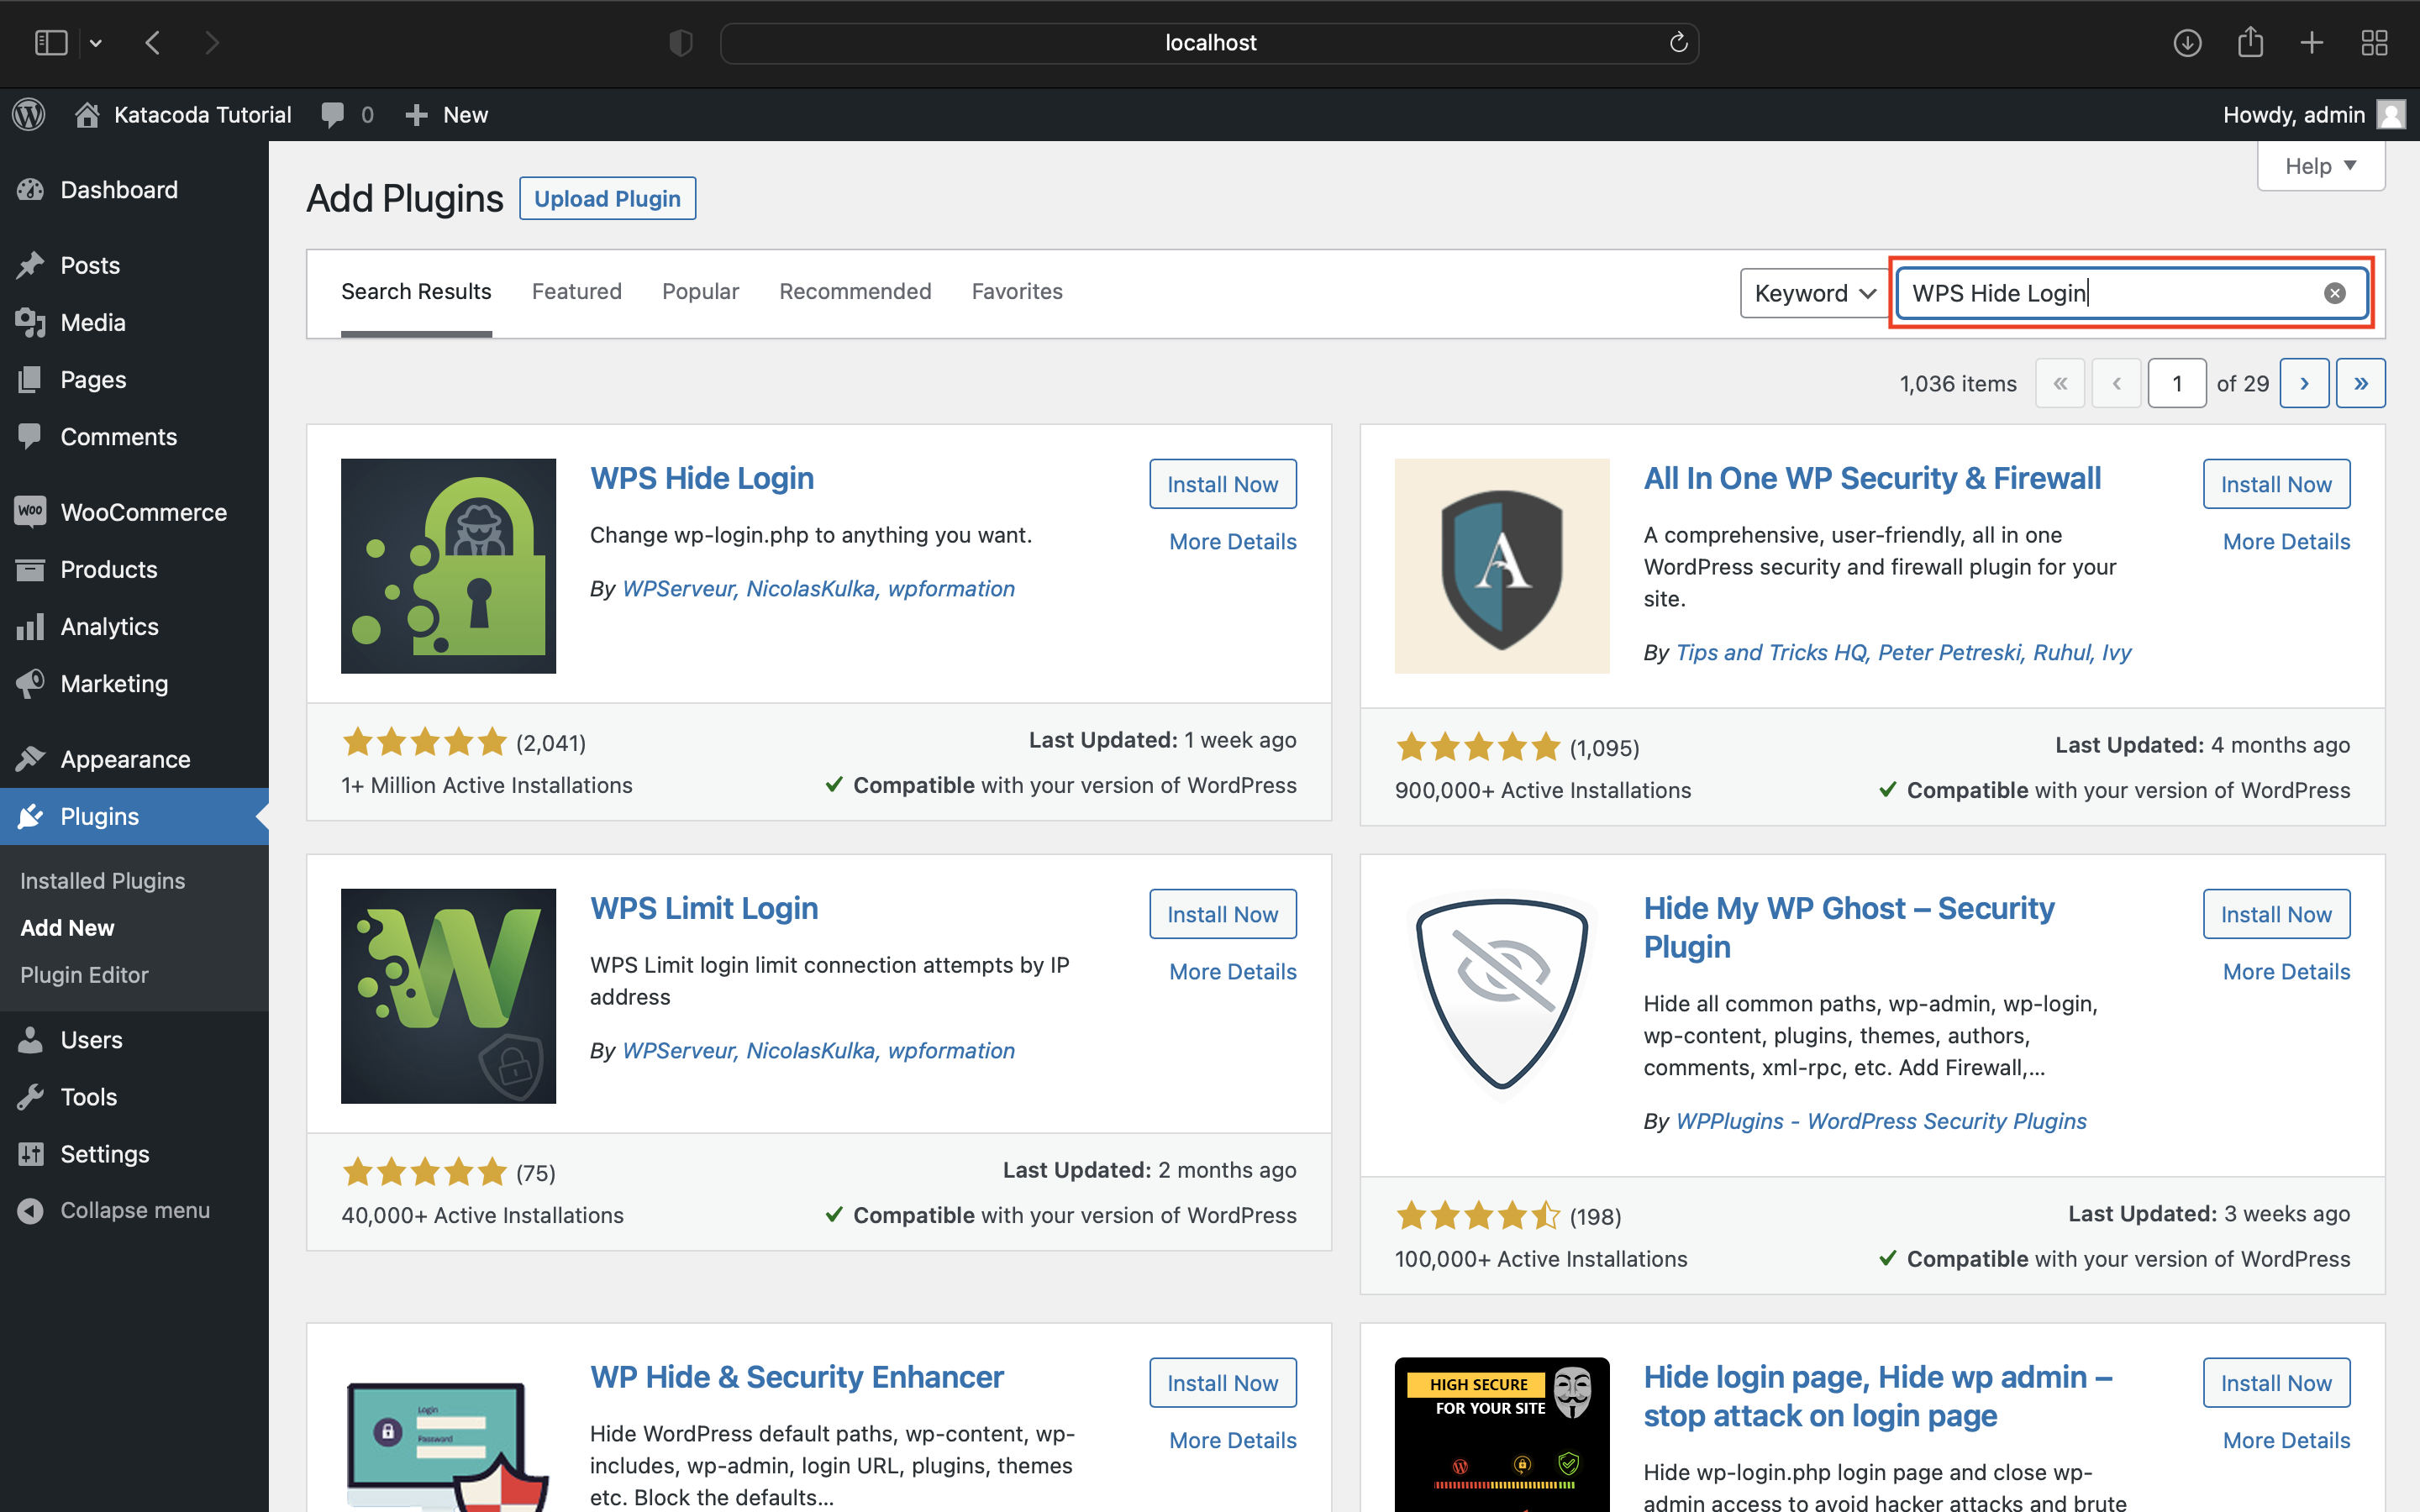 localhost
Katacoda Tutorial 0 New Howdy, admin
Help
Dashboard
Posts
Media
Pages
Comments
WOO WooCommerce
Products
Analytics
Marketing
Appearance
Plugins
Installed Plugins
Add New
Plugin Editor
Users
Tools
Settings
Collapse menu
Add Plugins Upload Plugin
Search Results Featured Popular Recommended Favorites Keyword WPS Hide Login
1,036 items « ‹ 1 of 29 › »
WPS Hide Login
Install Now
Change wp-login.php to anything you want.
More Details
By WPServeur, NicolasKulka, wpformation
(2,041)
Last Updated: 1 week ago
1+ Million Active Installations
Compatible with your version of WordPress
A
All In One WP Security & Firewall
Install Now
More Details
A comprehensive, user-friendly, all in one
WordPress security and firewall plugin for your
site.
By Tips and Tricks HQ, Peter Petreski, Ruhul, Ivy
(1,095)
Last Updated: 4 months ago
900,000+ Active Installations
Compatible with your version of WordPress
W
WPS Limit Login
Install Now
More Details
WPS Limit login limit connection attempts by IP
address
By WPServeur, NicolasKulka, wpformation
(75)
Last Updated: 2 months ago
40,000+ Active Installations
Compatible with your version of WordPress
Hide My WP Ghost – Security
Plugin
Install Now
More Details
Hide all common paths, wp-admin, wp-login,
wp-content, plugins, themes, authors,
comments, xml-rpc, etc. Add Firewall,...
By WPPlugins - WordPress Security Plugins
(198)
Last Updated: 3 weeks ago
100,000+ Active Installations
Compatible with your version of WordPress
Login
Password
WP Hide & Security Enhancer
Install Now
More Details
Hide WordPress default paths, wp-content, wp-
includes, wp-admin, login URL, plugins, themes
etc. Block the defaults...
HIGH SECURE
FOR YOUR SITE
Hide login page, Hide wp admin –
stop attack on login page
Install Now
More Details
Hide wp-login.php login page and close wp-
admin access to avoid hacker attacks and brute